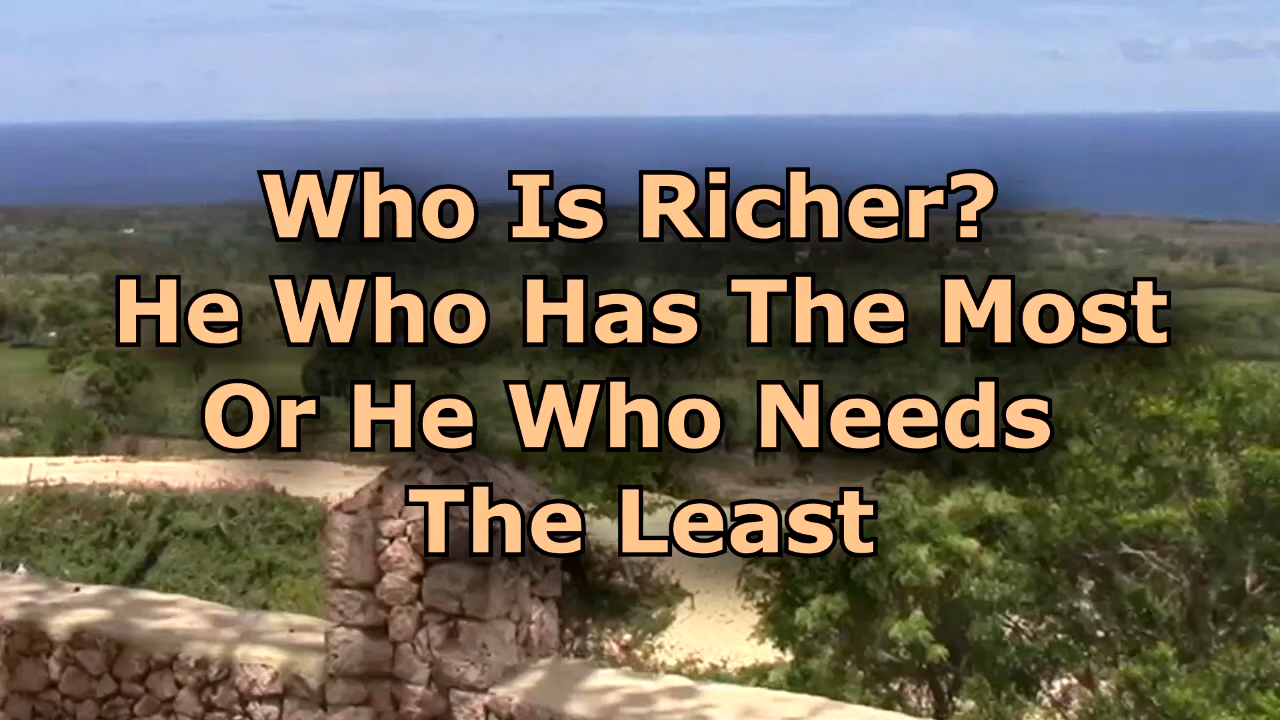 Who Is Richer?
He Who Has The Most
Or He Who Needs
The Least